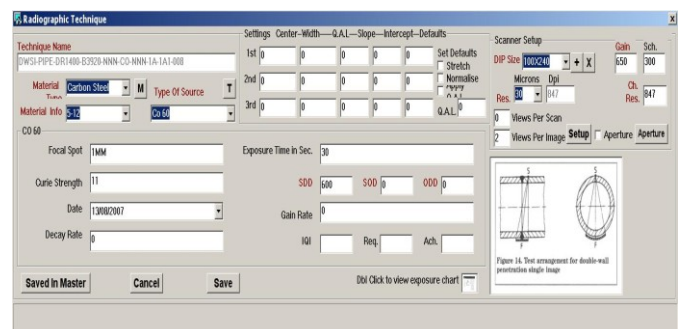 Radiographic Technique
x
Technique Name
DWSI-PIPE-DR1480-B3920-NNN-CO-NNN-1A-1A1-008
Material Carbon Steel M Type Of Source T
Material Info 5-12 Co 60
Settings Center-Width-----Q.A.L---Slope---Intercept--Defaults
1st 0 0 0 0 0 Set Defaults
Stretch
2nd 0 0 0 0 0 Normalise
3rd 0 0 0 0 0 Q.A.L 0
Scanner Setup Gain Sch.
DIP Size 100X240 + X 650 300
Microns Dpi Ch.
Res. 30 847 Res. 847
0 Views Per Scan
2 Views Per Image Setup Aperture Aperture
CO 60
Focal Spot 1MM
Curie Strength 11
Date 13/08/2007
Decay Rate 0
Exposure Time in Sec. 30
SDD 600 SOD 0 ODD 0
Gain Rate 0
IQI Req. Ach.
S S
F F
Figure 14. Test arrangement for double-wall
penetration single image
Saved In Master Cancel Save Dbl Click to view exposure chart